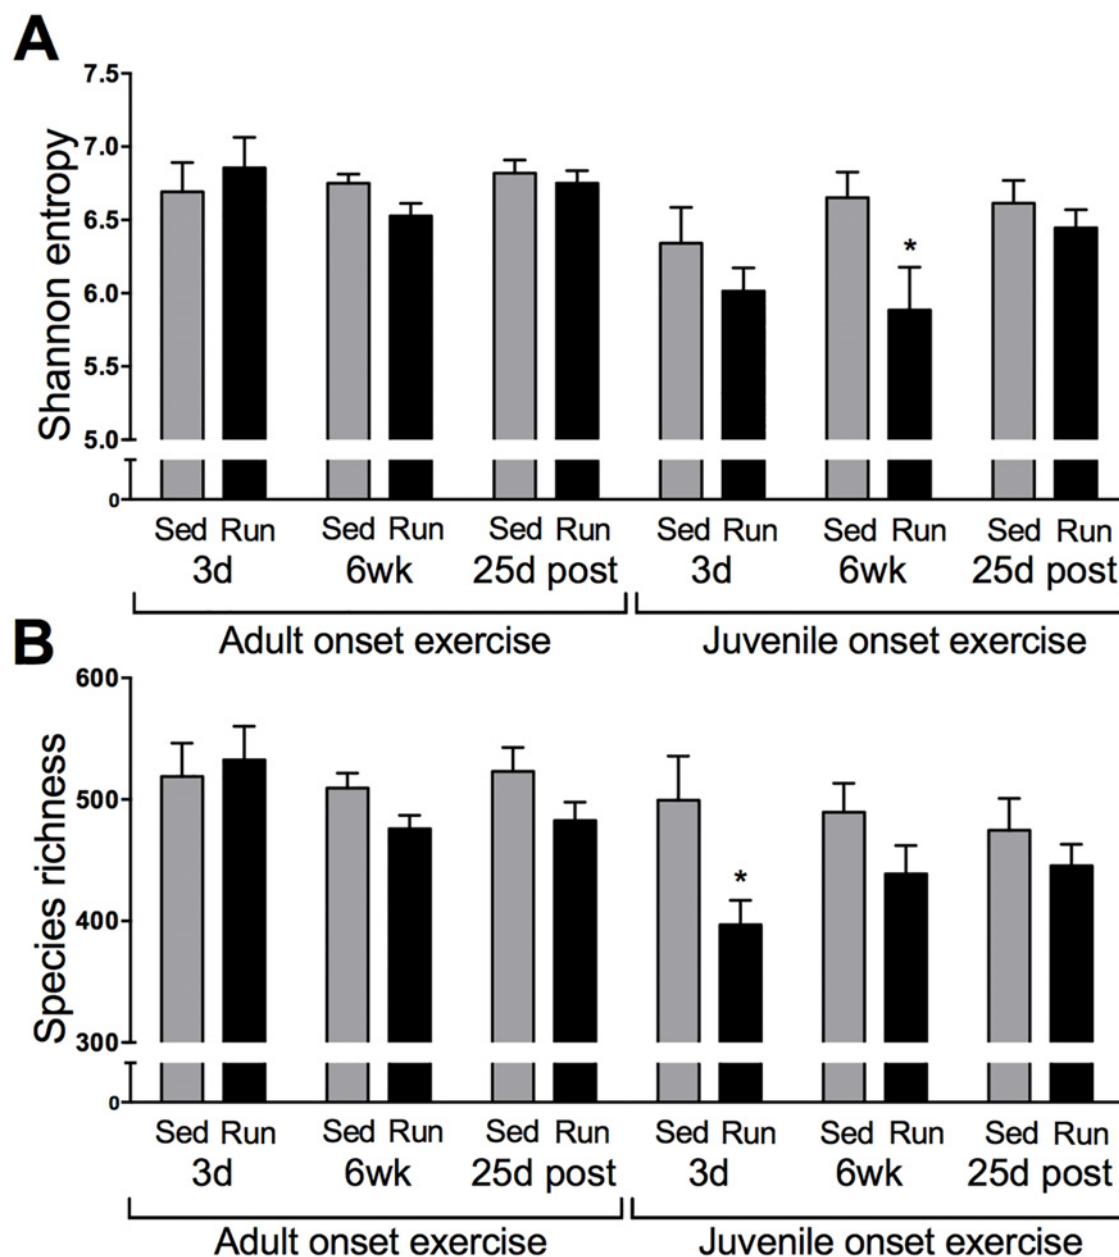 A
7.5
7.0
6.5
6.0
5.5
5.0
0
Shannon entropy
*
Sed Run Sed Run Sed Run Sed Run Sed Run Sed Run
3d 6wk 25d post 3d 6wk 25d post
Adult onset exercise Juvenile onset exercise
B
600
500
400
300
0
Species richness
*
Sed Run Sed Run Sed Run Sed Run Sed Run Sed Run
3d 6wk 25d post 3d 6wk 25d post
Adult onset exercise Juvenile onset exercise